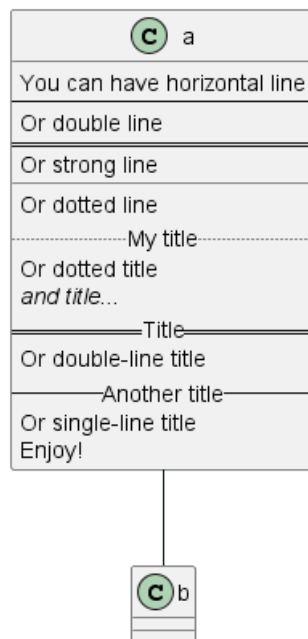 C a
You can have horizontal line
Or double line
Or strong line
Or dotted line
My title
Or dotted title
and title...
Title
Or double-line title
Another title
Or single-line title
Enjoy!
C b